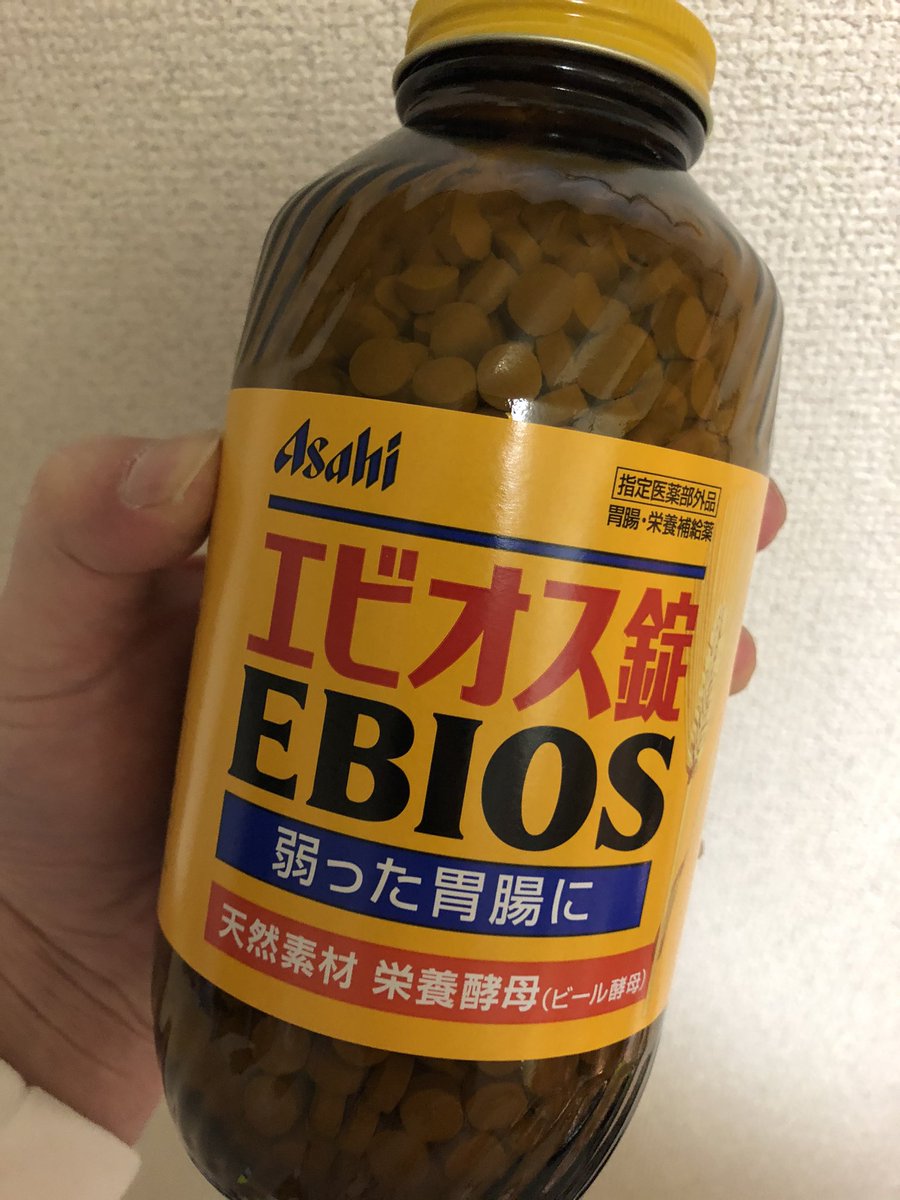 Asahi
指定医薬部外品
胃腸・栄養補給薬
エビオス錠
EBIOS
弱った胃腸に
天然素材 栄養酵母(ビール酵母)